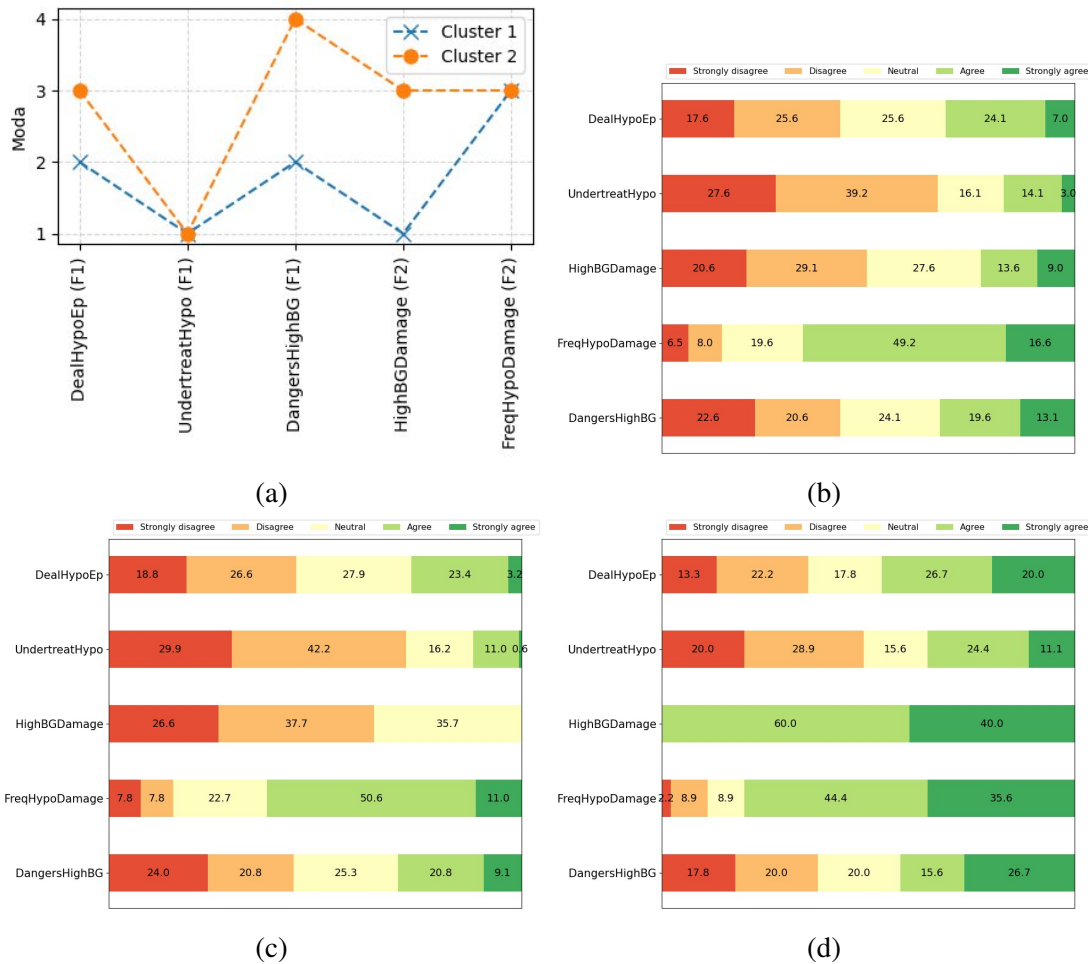 4
3
2
1
Moda
Cluster 1
Cluster 2
DealHypoEp (F1)
UndertreatHypo (F1)
DangersHighBG (F1)
HighBGDamage (F2)
FreqHypoDamage (F2)
(a)
Strongly disagree Disagree Neutral Agree Strongly agree
DealHypoEp 17.6 25.6 25.6 24.1 7.0
UndertreatHypo 27.6 39.2 16.1 14.1 3.0
HighBGDamage 20.6 29.1 27.6 13.6 9.0
FreqHypoDamage 6.5 8.0 19.6 49.2 16.6
DangersHighBG 22.6 20.6 24.1 19.6 13.1
(b)
Strongly disagree Disagree Neutral Agree Strongly agree
DealHypoEp 18.8 26.6 27.9 23.4 3.2
UndertreatHypo 29.9 42.2 16.2 11.0 0.6
HighBGDamage 26.6 37.7 35.7
FreqHypoDamage 7.8 7.8 22.7 50.6 11.0
DangersHighBG 24.0 20.8 25.3 20.8 9.1
(c)
Strongly disagree Disagree Neutral Agree Strongly agree
DealHypoEp 13.3 22.2 17.8 26.7 20.0
UndertreatHypo 20.0 28.9 15.6 24.4 11.1
HighBGDamage 60.0 40.0
FreqHypoDamage 2.2 8.9 8.9 44.4 35.6
DangersHighBG 17.8 20.0 20.0 15.6 26.7
(d)